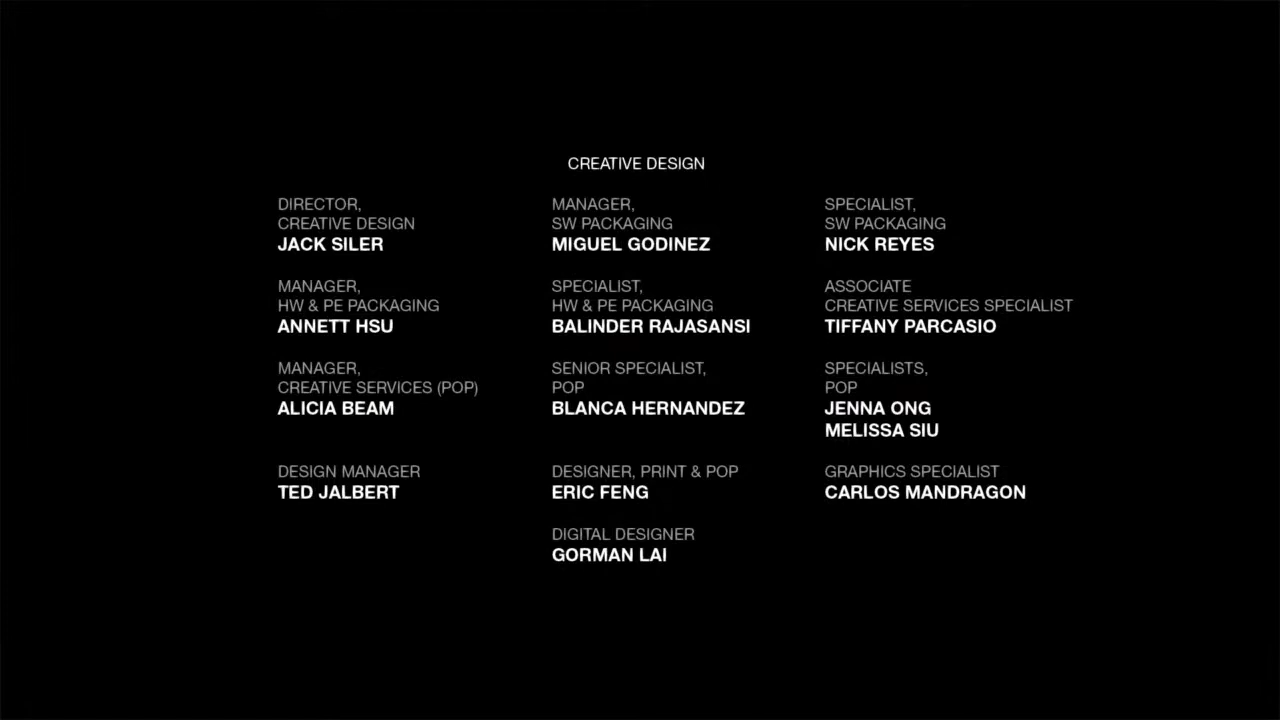 CREATIVE DESIGN
DIRECTOR,
CREATIVE DESIGN
JACK SILER
MANAGER,
SW PACKAGING
MIGUEL GODINEZ
SPECIALIST,
SW PACKAGING
NICK REYES
MANAGER,
HW & PE PACKAGING
ANNETT HSU
SPECIALIST,
HW & PE PACKAGING
BALINDER RAJASANSI
ASSOCIATE
CREATIVE SERVICES SPECIALIST
TIFFANY PARCASIO
MANAGER,
CREATIVE SERVICES (POP)
ALICIA BEAM
SENIOR SPECIALIST,
POP
BLANCA HERNANDEZ
SPECIALISTS,
POP
JENNA ONG
MELISSA SIU
DESIGN MANAGER
TED JALBERT
DESIGNER, PRINT & POP
ERIC FENG
GRAPHICS SPECIALIST
CARLOS MANDRAGON
DIGITAL DESIGNER
GORMAN LAI